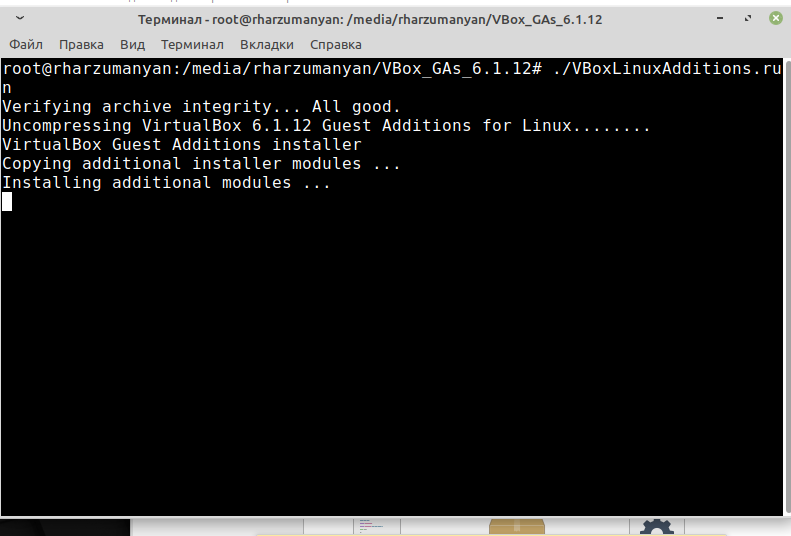 Терминал - root@rharzumanyan: /media/rharzumanyan/VBox_GAs_6.1.12
Файл Правка Вид Терминал Вкладки Справка
root@rharzumanyan:/media/rharzumanyan/VBox_GAs_6.1.12# ./VBoxLinuxAdditions.ru
n
Verifying archive integrity... All good.
Uncompressing VirtualBox 6.1.12 Guest Additions for Linux........
VirtualBox Guest Additions installer
Copying additional installer modules ...
Installing additional modules ...